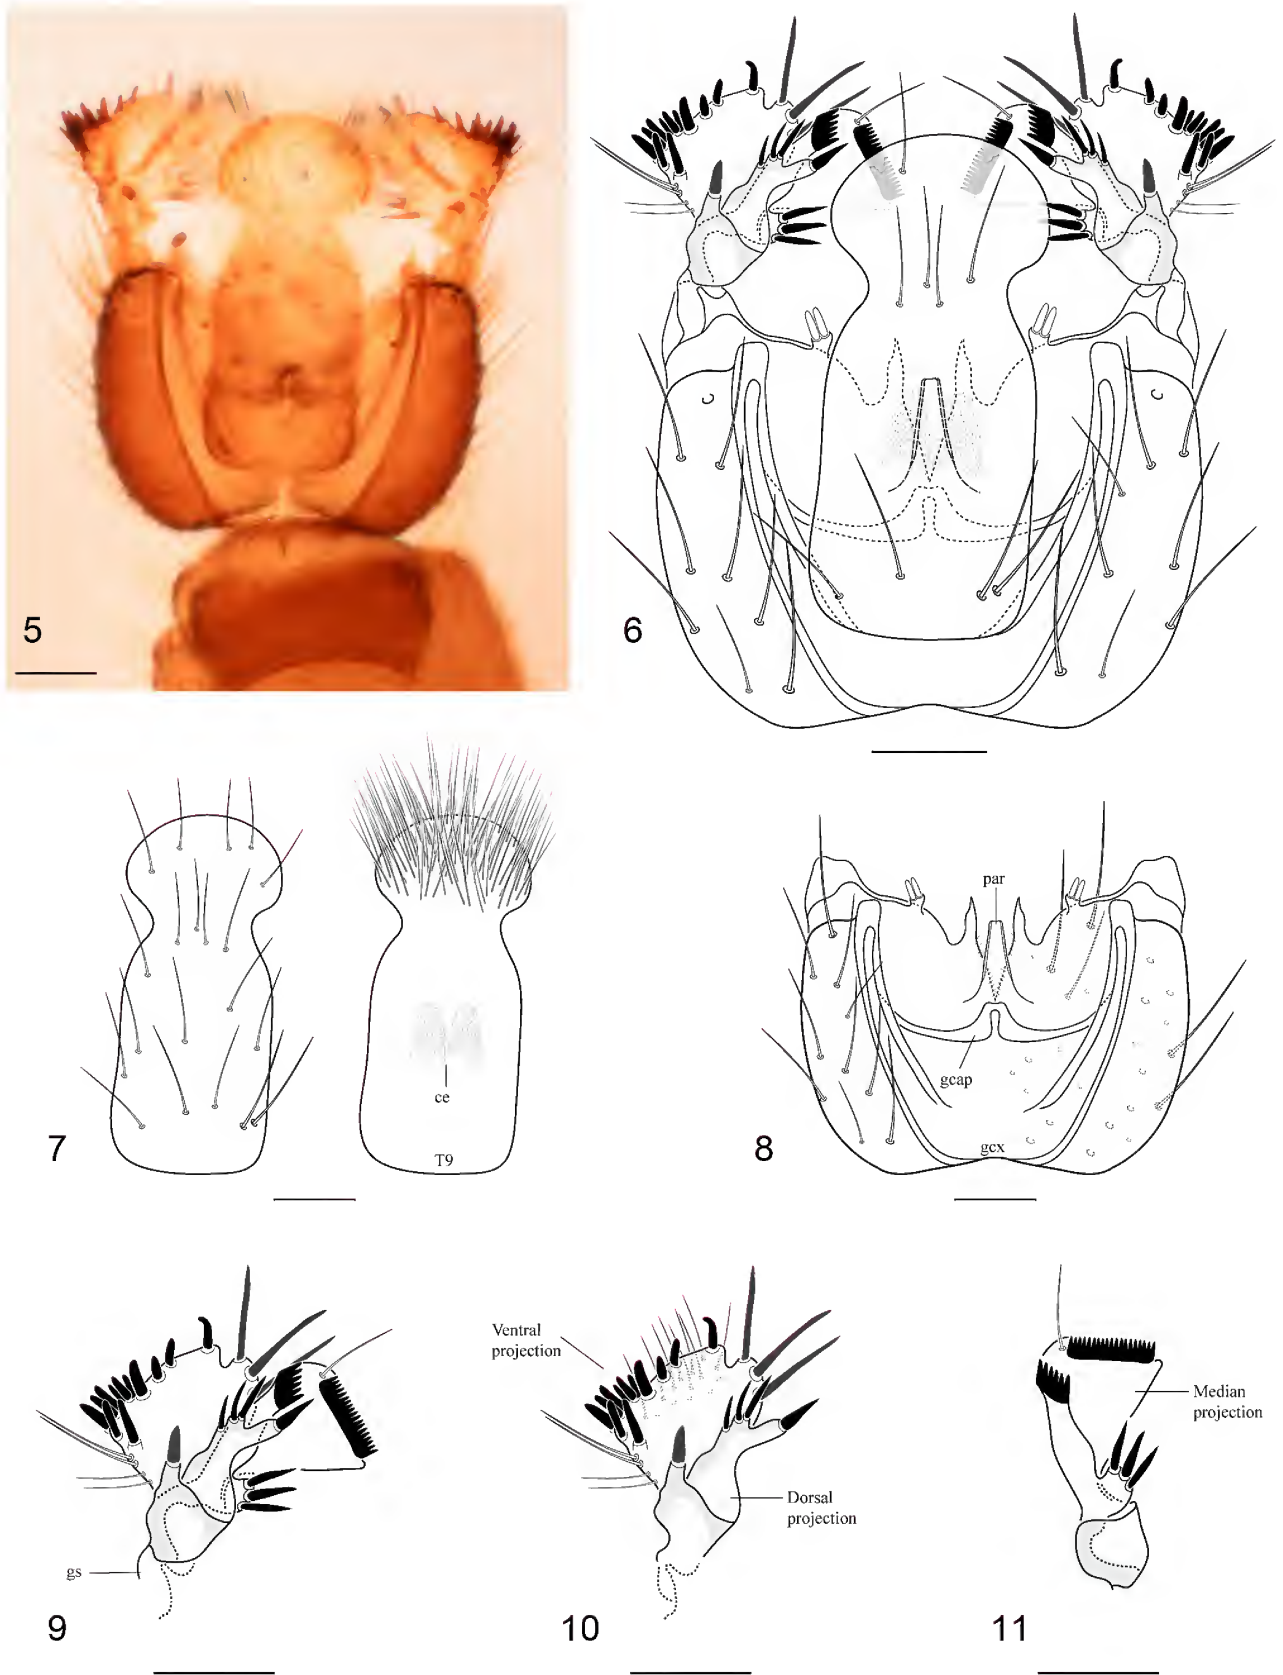 5
6
7
ce
T9
par
gcap
gcx
8
gs
9
Ventral
projection
Dorsal
projection
10
Median
projection
11